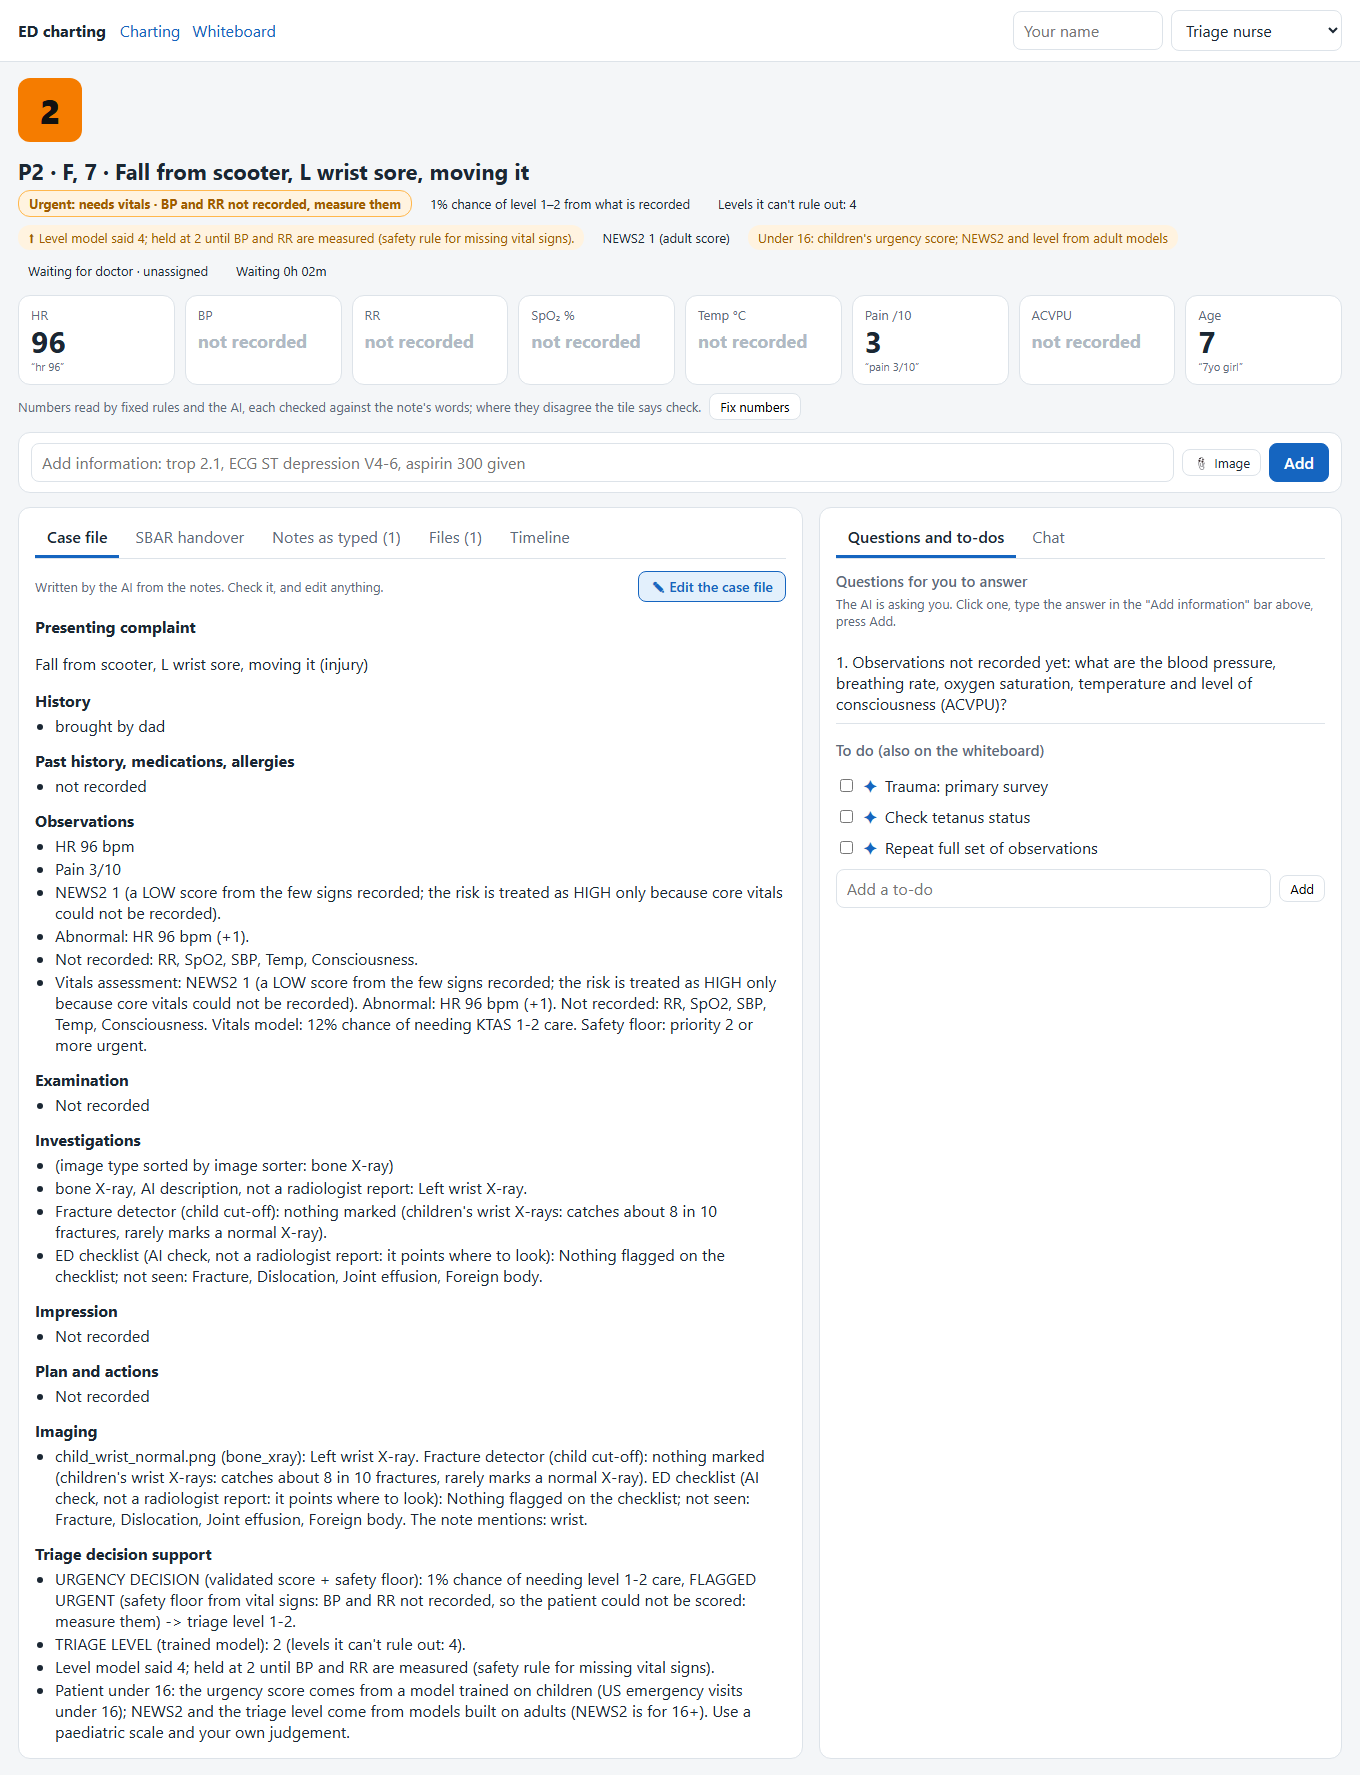 ED charting Charting Whiteboard Your name Triage nurse
2
P2 · F, 7 · Fall from scooter, L wrist sore, moving it
Urgent: needs vitals · BP and RR not recorded, measure them 1% chance of level 1–2 from what is recorded Levels it can't rule out: 4
⬆ Level model said 4; held at 2 until BP and RR are measured (safety rule for missing vital signs). NEWS2 1 (adult score) Under 16: children's urgency score; NEWS2 and level from adult models
Waiting for doctor · unassigned Waiting 0h 02m
HR BP RR SpO₂ % Temp °C Pain /10 ACVPU Age
96 not recorded not recorded not recorded not recorded 3 not recorded 7
"hr 96" "pain 3/10" "7yo girl"
Numbers read by fixed rules and the AI, each checked against the note's words; where they disagree the tile says check. Fix numbers
Add information: trop 2.1, ECG ST depression V4-6, aspirin 300 given Image Add
Case file SBAR handover Notes as typed (1) Files (1) Timeline
Written by the AI from the notes. Check it, and edit anything. Edit the case file
Presenting complaint
Fall from scooter, L wrist sore, moving it (injury)
History
• brought by dad
Past history, medications, allergies
• not recorded
Observations
• HR 96 bpm
• Pain 3/10
• NEWS2 1 (a LOW score from the few signs recorded; the risk is treated as HIGH only because core vitals
could not be recorded).
• Abnormal: HR 96 bpm (+1).
• Not recorded: RR, SpO2, SBP, Temp, Consciousness.
• Vitals assessment: NEWS2 1 (a LOW score from the few signs recorded; the risk is treated as HIGH only
because core vitals could not be recorded). Abnormal: HR 96 bpm (+1). Not recorded: RR, SpO2, SBP,
Temp, Consciousness. Vitals model: 12% chance of needing KTAS 1-2 care. Safety floor: priority 2 or
more urgent.
Examination
• Not recorded
Investigations
• (image type sorted by image sorter: bone X-ray)
• bone X-ray, AI description, not a radiologist report: Left wrist X-ray.
• Fracture detector (child cut-off): nothing marked (children's wrist X-rays: catches about 8 in 10
fractures, rarely marks a normal X-ray).
• ED checklist (AI check, not a radiologist report: it points where to look): Nothing flagged on the
checklist; not seen: Fracture, Dislocation, Joint effusion, Foreign body.
Impression
• Not recorded
Plan and actions
• Not recorded
Imaging
• child_wrist_normal.png (bone_xray): Left wrist X-ray. Fracture detector (child cut-off): nothing marked
(children's wrist X-rays: catches about 8 in 10 fractures, rarely marks a normal X-ray). ED checklist (AI
check, not a radiologist report: it points where to look): Nothing flagged on the checklist; not seen:
Fracture, Dislocation, Joint effusion, Foreign body. The note mentions: wrist.
Triage decision support
• URGENCY DECISION (validated score + safety floor): 1% chance of needing level 1-2 care, FLAGGED
URGENT (safety floor from vital signs: BP and RR not recorded, so the patient could not be scored:
measure them) -> triage level 1-2.
• TRIAGE LEVEL (trained model): 2 (levels it can't rule out: 4).
• Level model said 4; held at 2 until BP and RR are measured (safety rule for missing vital signs).
• Patient under 16: the urgency score comes from a model trained on children (US emergency visits
under 16); NEWS2 and the triage level come from models built on adults (NEWS2 is for 16+). Use a
paediatric scale and your own judgement.
Questions and to-dos Chat
Questions for you to answer
The AI is asking you. Click one, type the answer in the "Add information" bar above,
press Add.
1. Observations not recorded yet: what are the blood pressure,
breathing rate, oxygen saturation, temperature and level of
consciousness (ACVPU)?
To do (also on the whiteboard)
Trauma: primary survey
Check tetanus status
Repeat full set of observations
Add a to-do Add